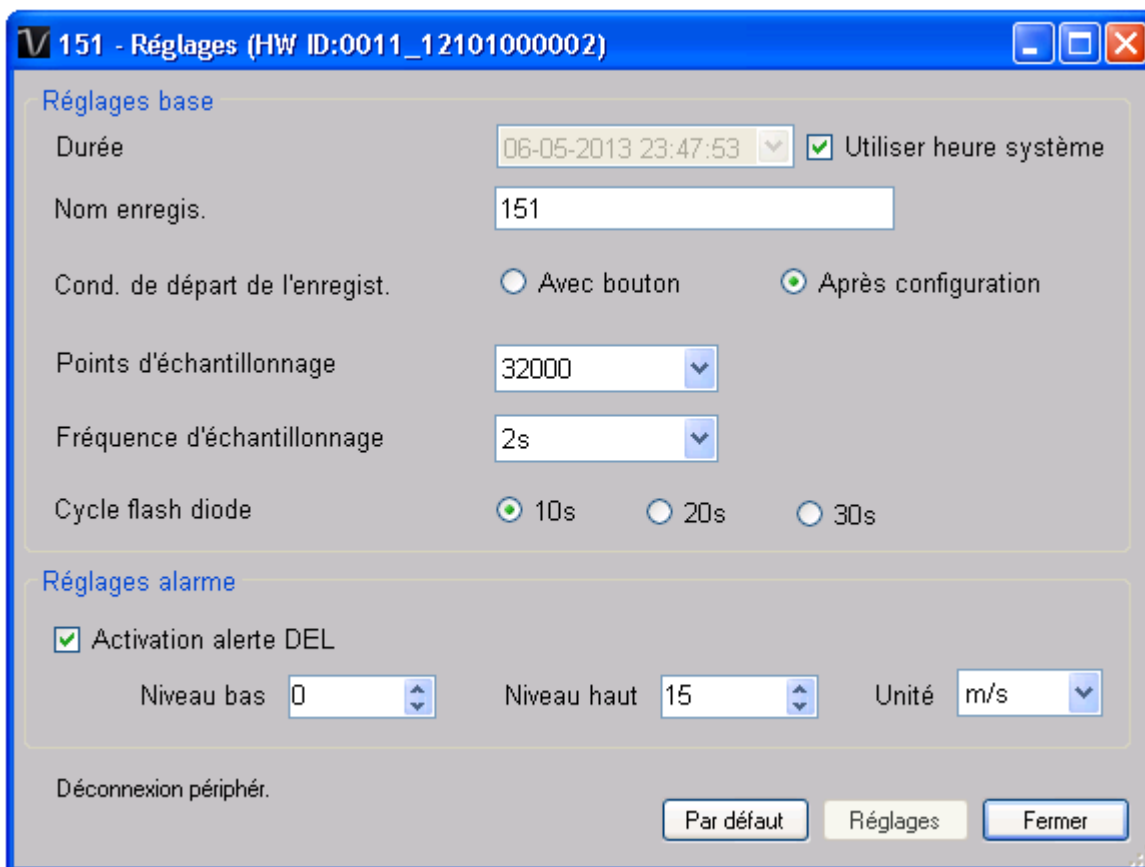 151 - Réglages (HW ID:0011_12101000002)
Réglages base
Durée 06-05-2013 23:47:53 Utiliser heure système
Nom enregis. 151
Cond. de départ de l'enregist. Avec bouton Après configuration
Points d'échantillonnage 32000
Fréquence d'échantillonnage 2s
Cycle flash diode 10s 20s 30s
Réglages alarme
Activation alerte DEL
Niveau bas 0 Niveau haut 15 Unité m/s
Déconnexion périphér.
Par défaut Réglages Fermer